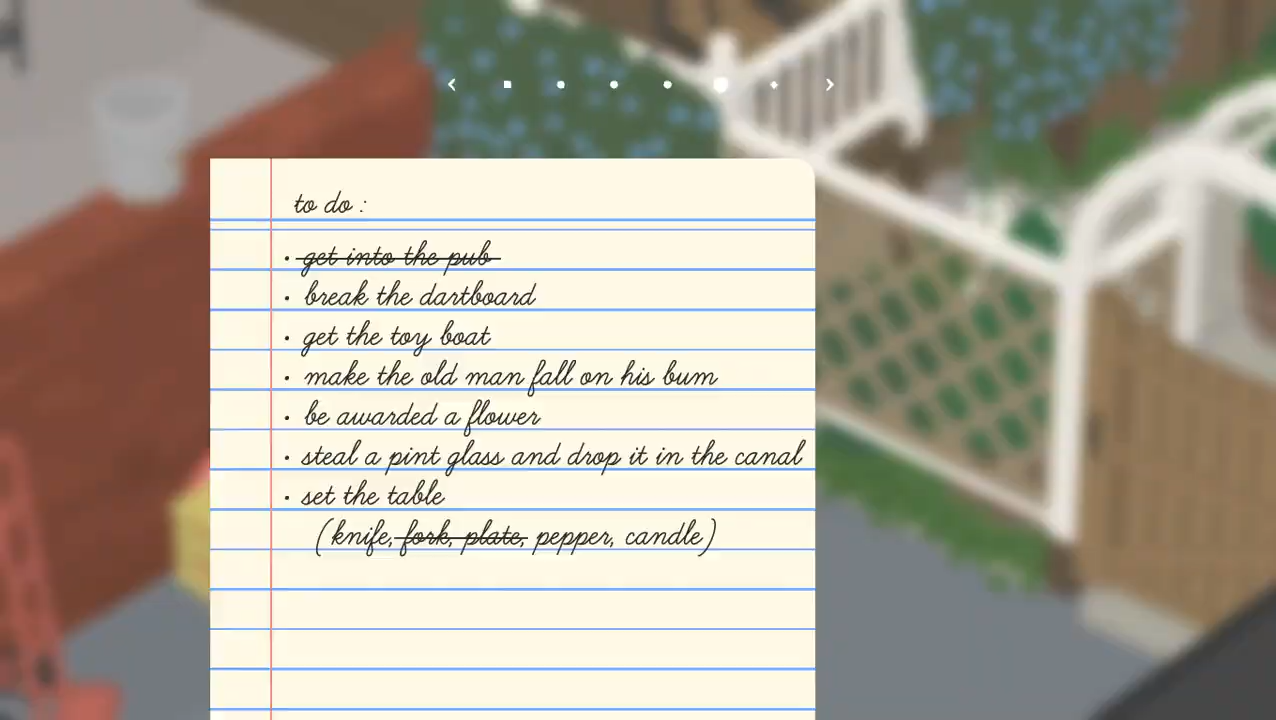 to do :
• get into the pub
• break the dartboard
• get the toy boat
• make the old man fall on his bum
• be awarded a flower
• steal a pint glass and drop it in the canal
• set the table
(knife, fork, plate, pepper, candle)